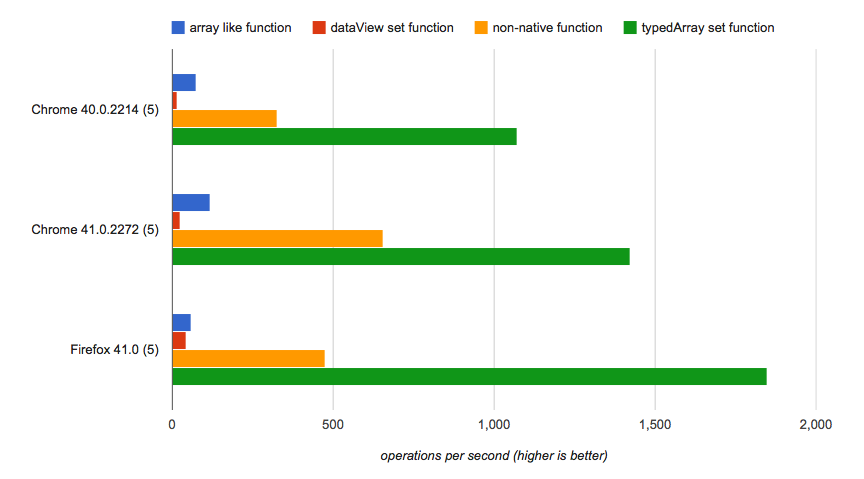 array like function dataView set function non-native function typedArray set function
Chrome 40.0.2214 (5)
Chrome 41.0.2272 (5)
Firefox 41.0 (5)
0 500 1,000 1,500 2,000
operations per second (higher is better)